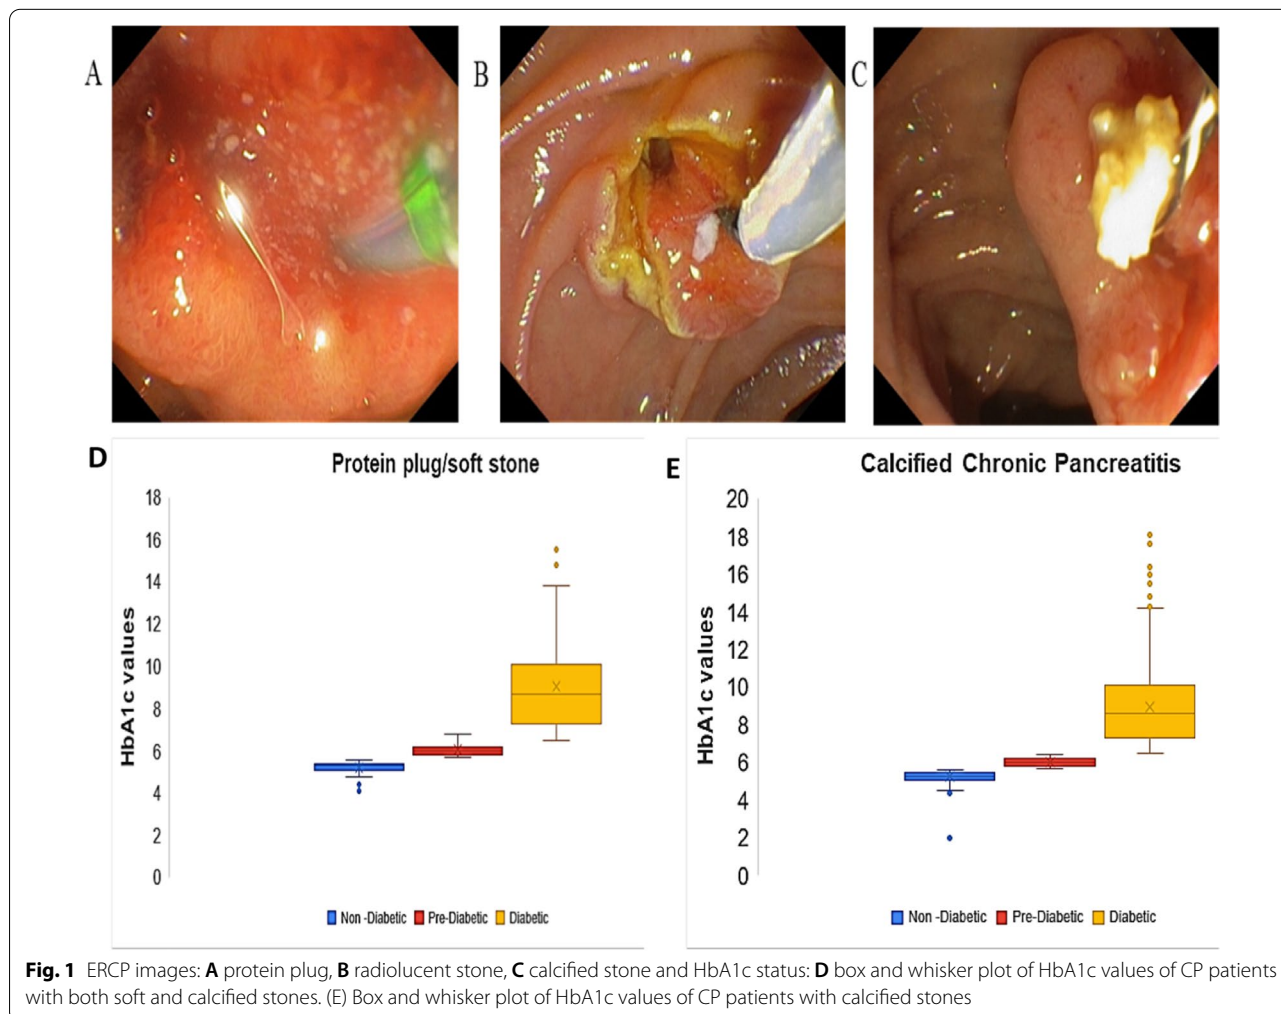 A
B
C
D
Protein plug/soft stone
HbA1c values
18
16
14
12
10
8
6
4
2
0
Non -Diabetic Pre-Diabetic Diabetic
E
Calcified Chronic Pancreatitis
HbA1c values
20
18
16
14
12
10
8
6
4
2
0
Non -Diabetic Pre-Diabetic Diabetic
Fig. 1 ERCP images: A protein plug, B radiolucent stone, C calcified stone and HbA1c status: D box and whisker plot of HbA1c values of CP patients
with both soft and calcified stones. (E) Box and whisker plot of HbA1c values of CP patients with calcified stones